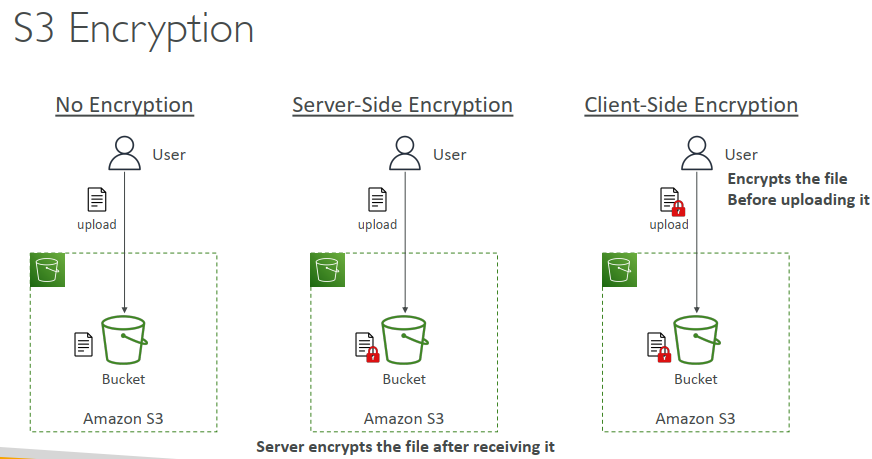 S3 Encryption
No Encryption
User
upload
Bucket
Amazon S3
Server-Side Encryption
User
upload
Bucket
Amazon S3
Server encrypts the file after receiving it
Client-Side Encryption
User
Encrypts the file
Before uploading it
upload
Bucket
Amazon S3